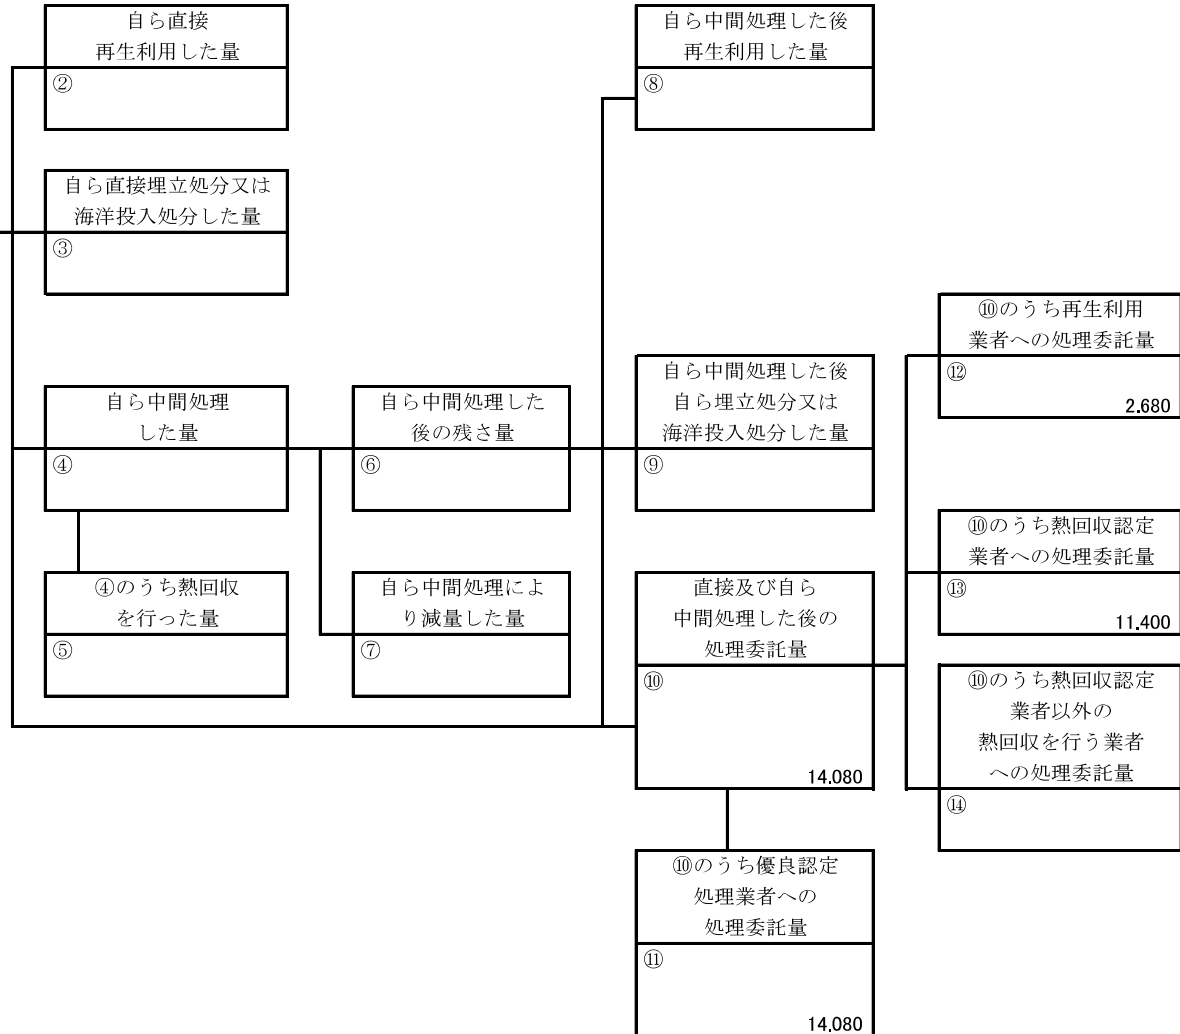 自ら直接
再生利用した量
②
自ら中間処理した後
再生利用した量
⑧
自ら直接埋立処分又は
海洋投入処分した量
③
⑩のうち再生利用
業者への処理委託量
⑫
2.680
自ら中間処理
した量
④
自ら中間処理した
後の残さ量
⑥
自ら中間処理した後
自ら埋立処分又は
海洋投入処分した量
⑨
⑩のうち熱回収認定
業者への処理委託量
⑬
11.400
④のうち熱回収
を行った量
⑤
自ら中間処理によ
り減量した量
⑦
直接及び自ら
中間処理した後の
処理委託量
⑩
14.080
⑩のうち熱回収認定
業者以外の
熱回収を行う業者
への処理委託量
⑭
⑩のうち優良認定
処理業者への
処理委託量
⑪
14.080